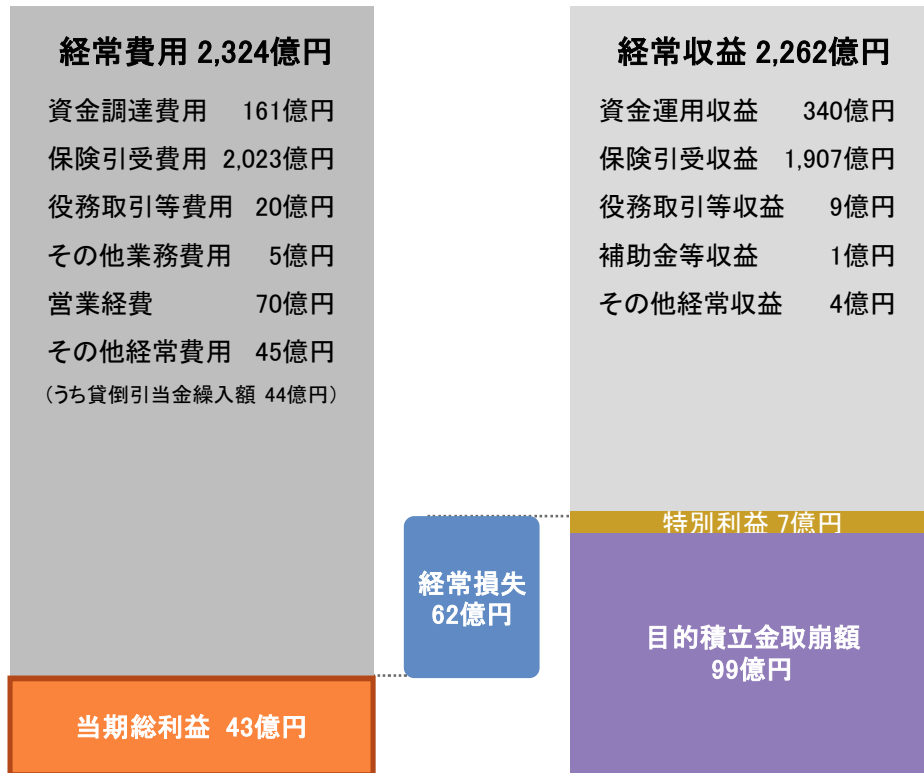 経常費用 2,324億円
資金調達費用 161億円
保険引受費用 2,023億円
役務取引等費用 20億円
その他業務費用 5億円
営業経費 70億円
その他経常費用 45億円
(うち貸倒引当金繰入額 44億円)
当期総利益 43億円
経常損失
62億円
経常収益 2,262億円
資金運用収益 340億円
保険引受収益 1,907億円
役務取引等収益 9億円
補助金等収益 1億円
その他経常収益 4億円
特別利益 7億円
目的積立金取崩額
99億円